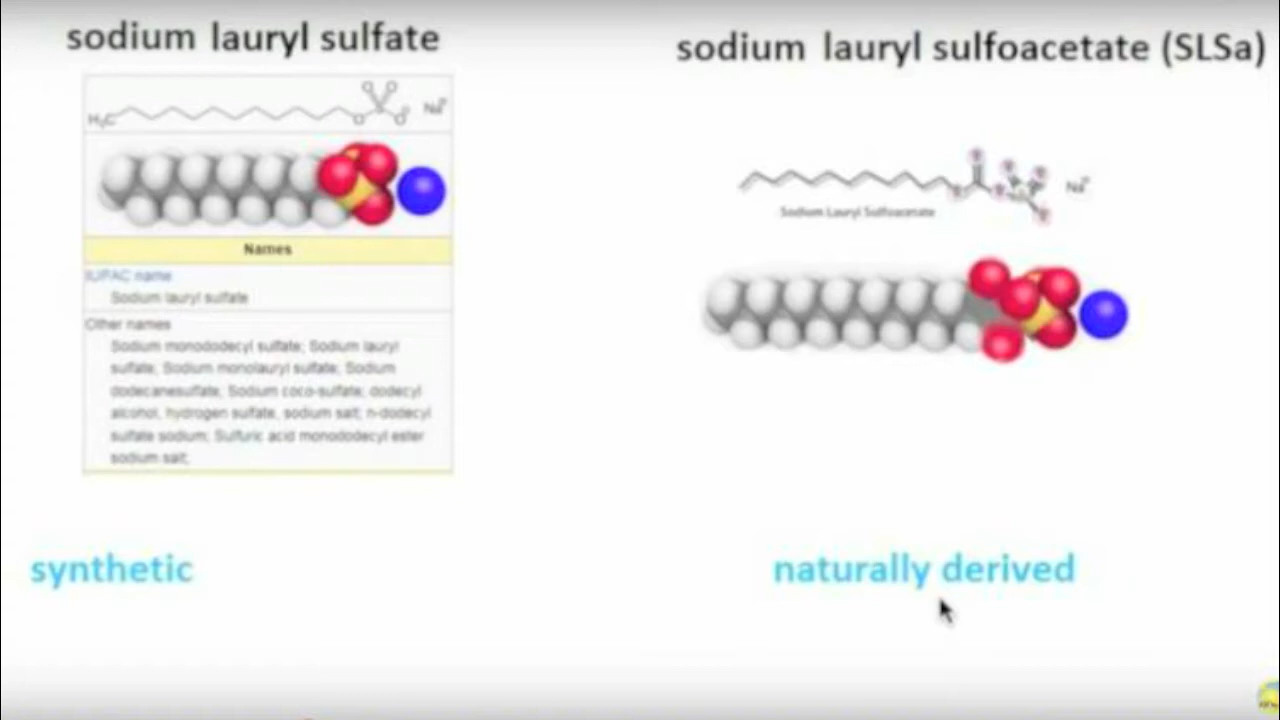 sodium lauryl sulfate
sodium lauryl sulfoacetate (SLSa)
H₃C
O O
S
O O
Na⁺
Na⁺
Sodium Lauryl Sulfoacetate
Names
IUPAC name
Sodium lauryl sulfate
Other names
Sodium monododecyl sulfate; Sodium lauryl
sulfate; Sodium monolauryl sulfate; Sodium
dodecanesulfate; Sodium coco-sulfate; dodecyl
alcohol, hydrogen sulfate, sodium salt; n-dodecyl
sulfate sodium; Sulfuric acid monododecyl ester
sodium salt;
synthetic
naturally derived